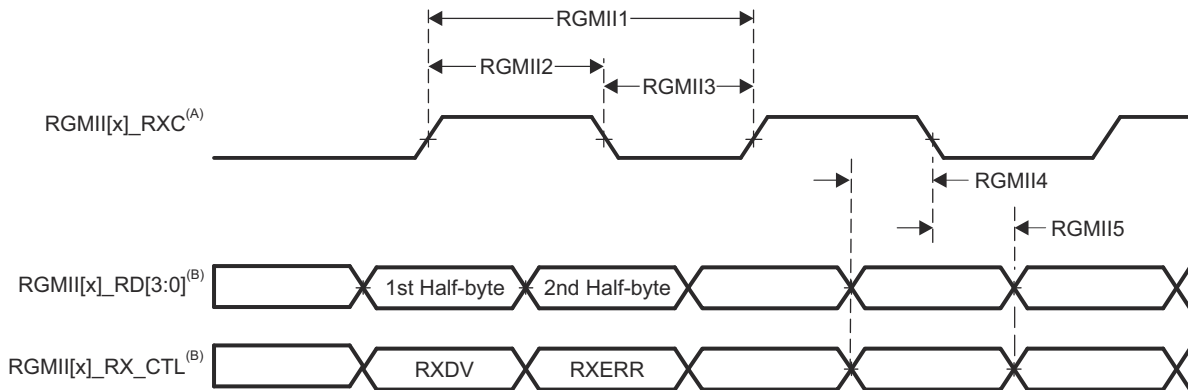 RGMII1
RGMII2
RGMII3
RGMII[x]_RXC(A)
RGMII4
RGMII5
RGMII[x]_RD[3:0](B)
1st Half-byte
2nd Half-byte
RGMII[x]_RX_CTL(B)
RXDV
RXERR